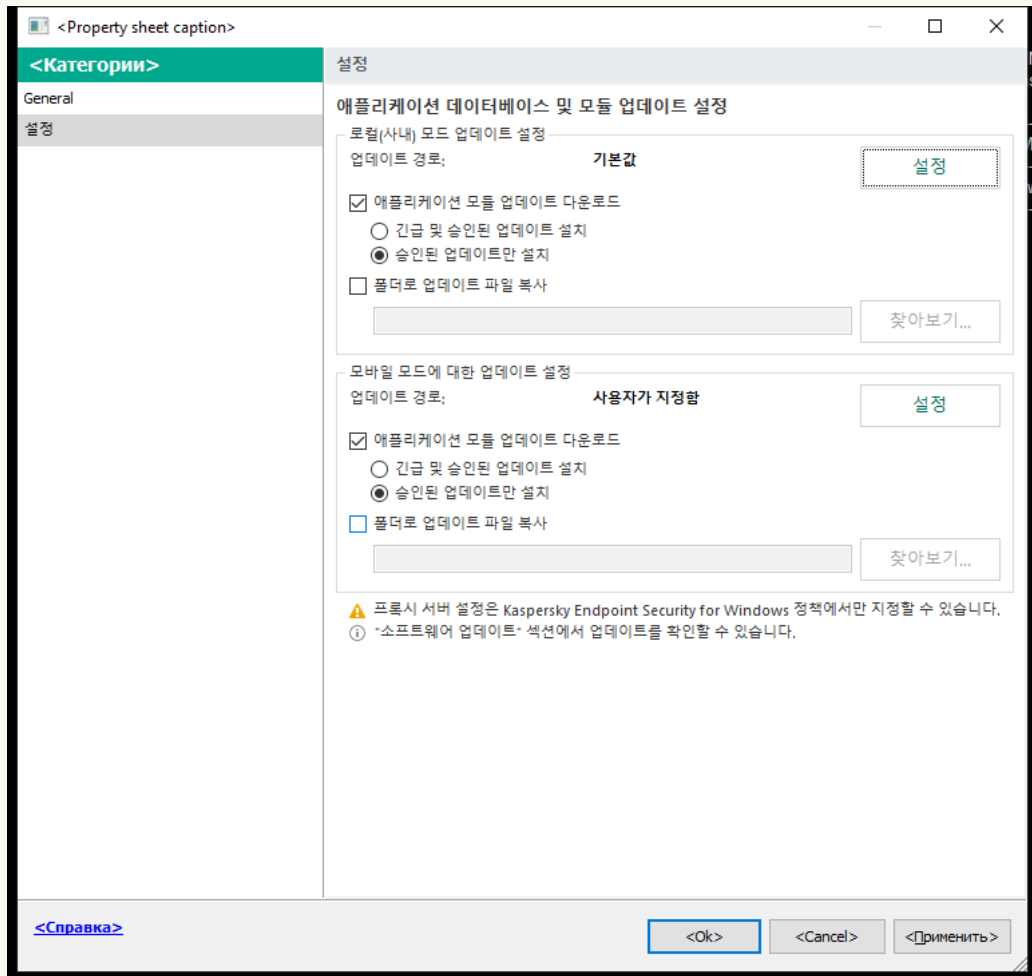 <Property sheet caption>
<Категории>
General
설정
설정
애플리케이션 데이터베이스 및 모듈 업데이트 설정
로컬(사내) 모드 업데이트 설정
업데이트 경로: 기본값 설정
애플리케이션 모듈 업데이트 다운로드
긴급 및 승인된 업데이트 설치
승인된 업데이트만 설치
폴더로 업데이트 파일 복사
찾아보기...
모바일 모드에 대한 업데이트 설정
업데이트 경로: 사용자가 지정함 설정
애플리케이션 모듈 업데이트 다운로드
긴급 및 승인된 업데이트 설치
승인된 업데이트만 설치
폴더로 업데이트 파일 복사
찾아보기...
프록시 서버 설정은 Kaspersky Endpoint Security for Windows 정책에서만 지정할 수 있습니다.
"소프트웨어 업데이트" 섹션에서 업데이트를 확인할 수 있습니다.
<Справка> <Ok> <Cancel> <Применить>